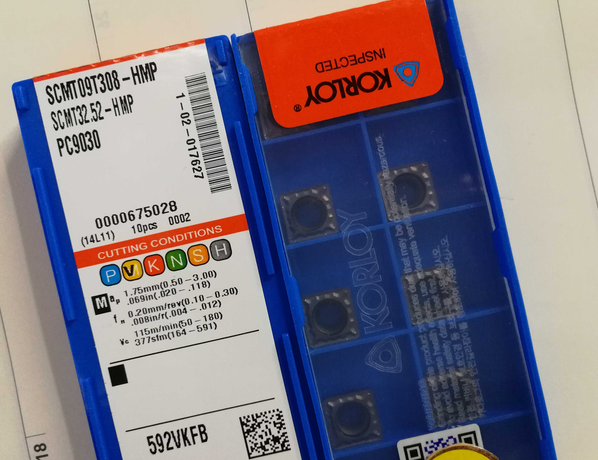 SCMT09T308-HMP
SCMT32.52-HMP
PC9030
1-02-017627
000067502B
(14L11) 10pcs 0002
CUTTING CONDITIONS
P V K N S H
M ap 1.75mm(0.50-3.00)
.069in(.020-.118)
fn 0.20mm/rev(0.10-0.30)
.008in/r(.004-.012)
vc 115m/min(50-180)
377sfm(164-591)
592VKFB
KORLOY®
INSPECTED
KORLOY
18